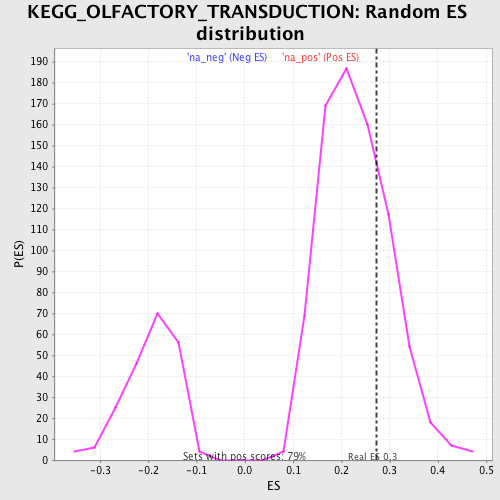 KEGG_OLFACTORY_TRANSDUCTION: Random ES
distribution
'na_neg' (Neg ES) 'na_pos' (Pos ES)
190
180
170
160
150
140
130
120
110
100
90
80
70
60
50
40
30
20
10
0
P(ES)
Sets with pos scores: 79%
Real ES 0,3
-0.3 -0.2 -0.1 0.0 0.1 0.2 0.3 0.4 0.5
ES